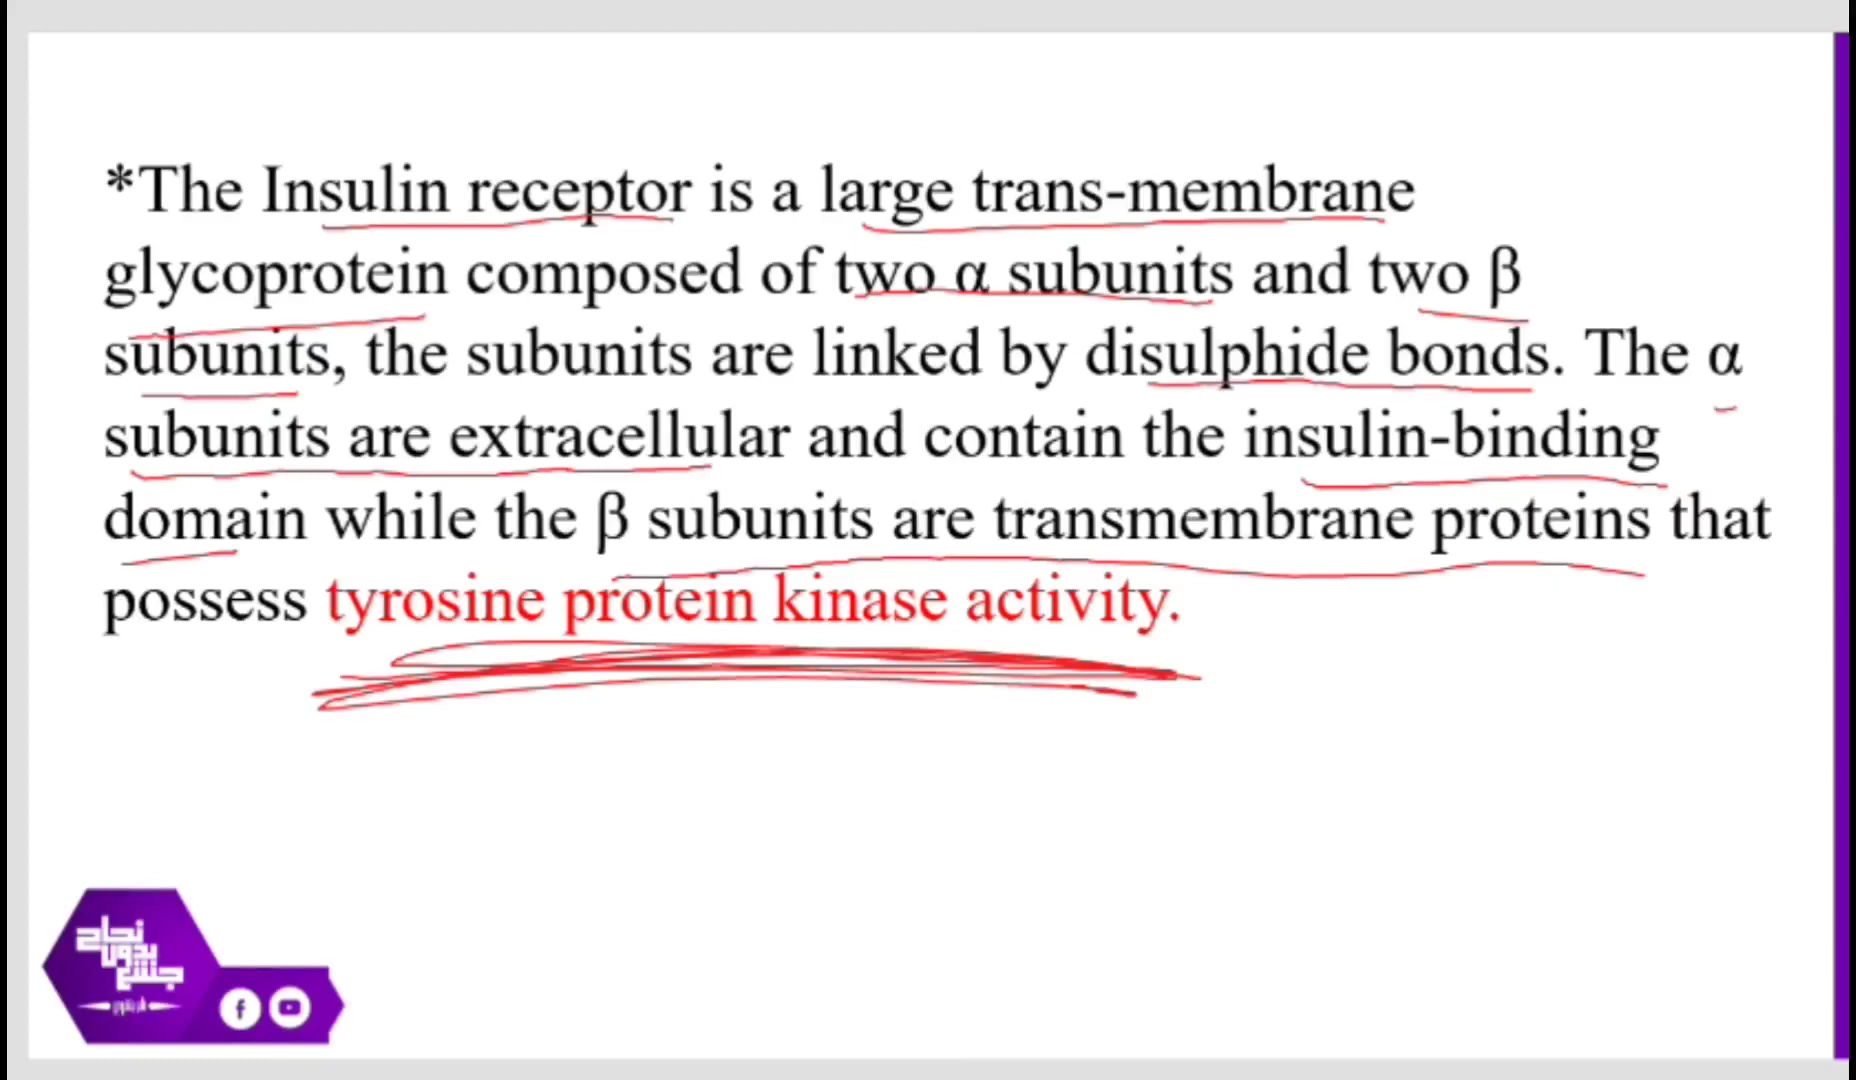 *The Insulin receptor is a large trans-membrane
glycoprotein composed of two α subunits and two β
subunits, the subunits are linked by disulphide bonds. The α
subunits are extracellular and contain the insulin-binding
domain while the β subunits are transmembrane proteins that
possess tyrosine protein kinase activity.
نجاح
بدون